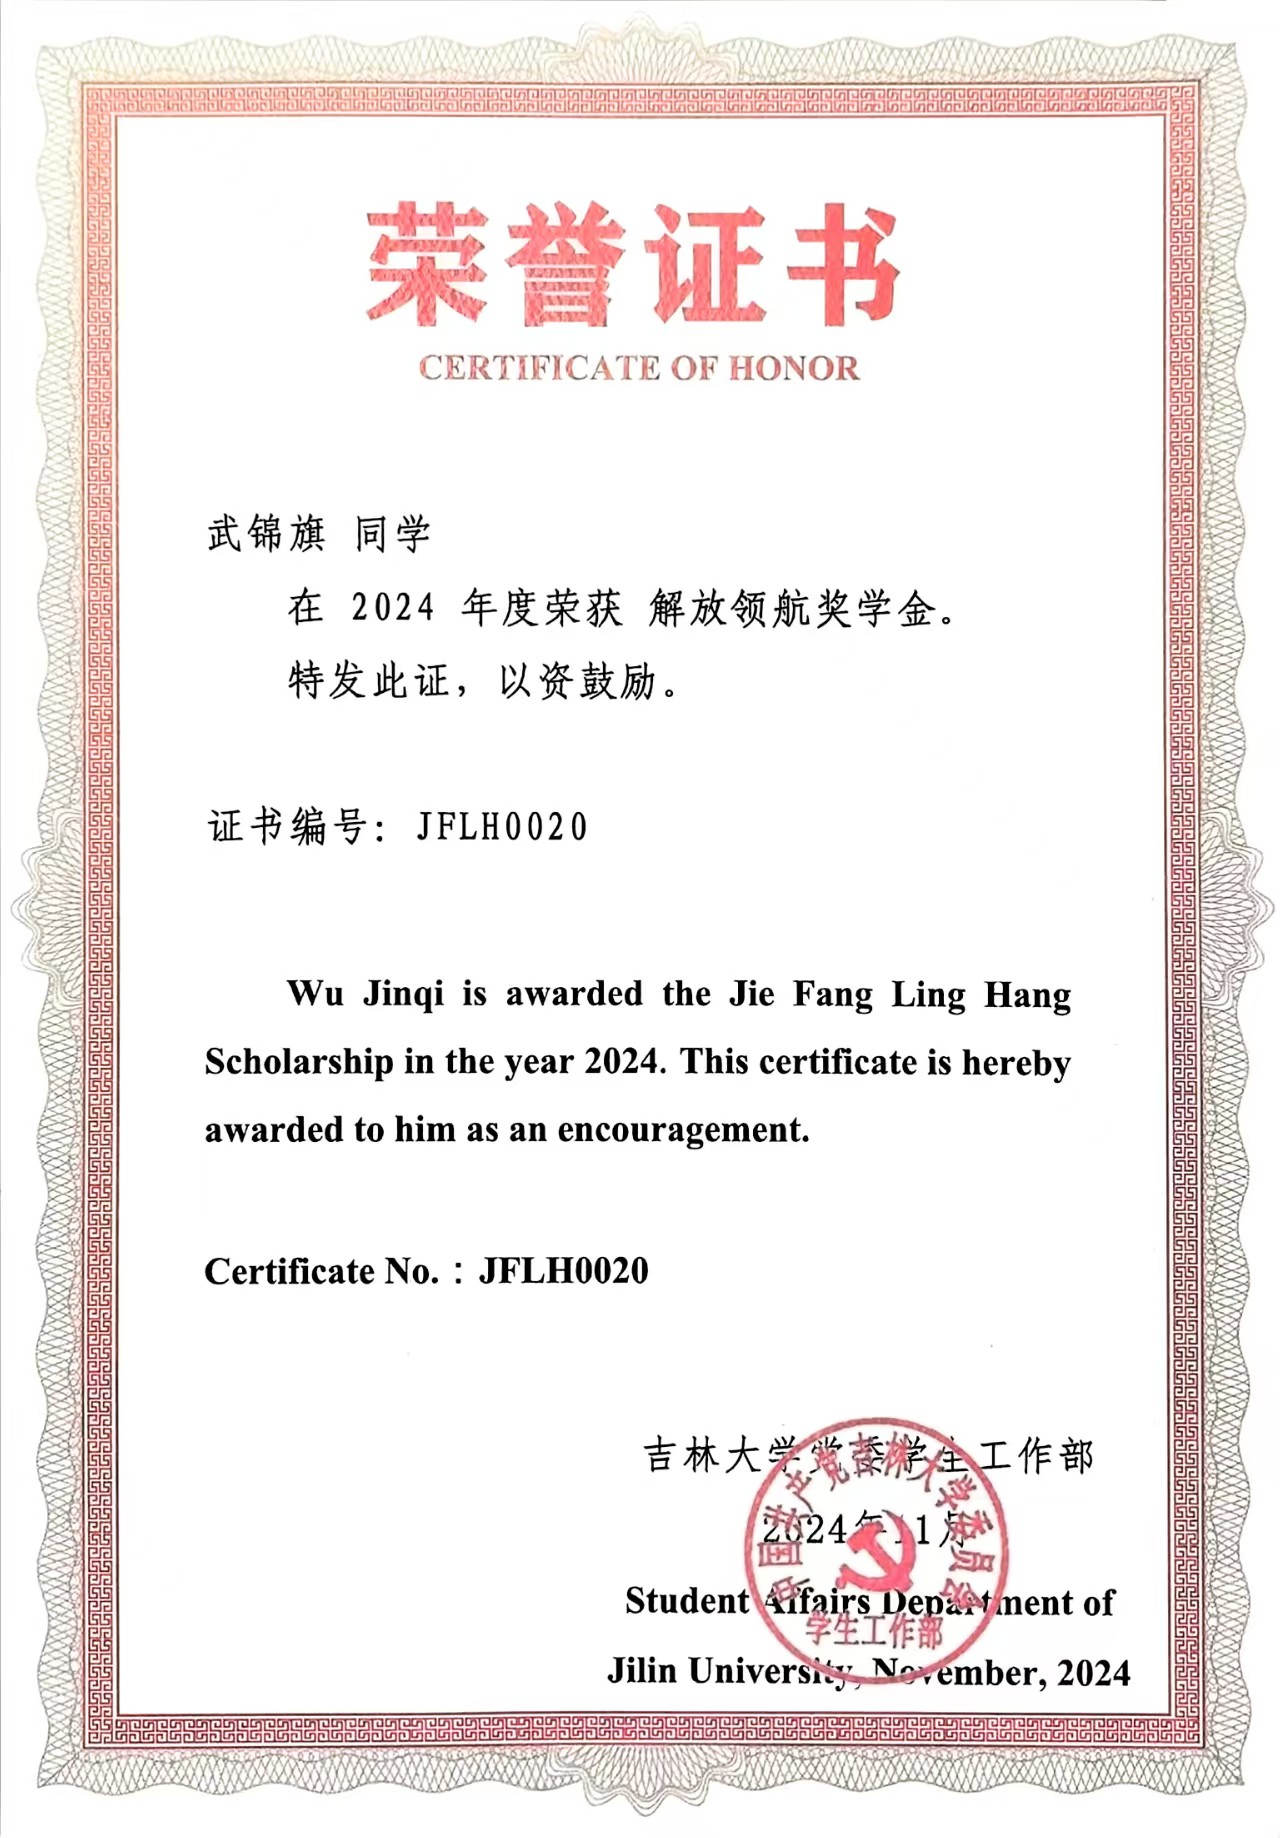 荣誉证书
CERTIFICATE OF HONOR
武锦旗 同学
在 2024 年度荣获 解放领航奖学金。
特发此证，以资鼓励。
证书编号: JFLH0020
Wu Jinqi is awarded the Jie Fang Ling Hang
Scholarship in the year 2024. This certificate is hereby
awarded to him as an encouragement.
Certificate No.：JFLH0020
吉林大学党委学生工作部
2024年11月
Student Affairs Department of
Jilin University, November, 2024
中国共产党吉林大学委员会
学生工作部